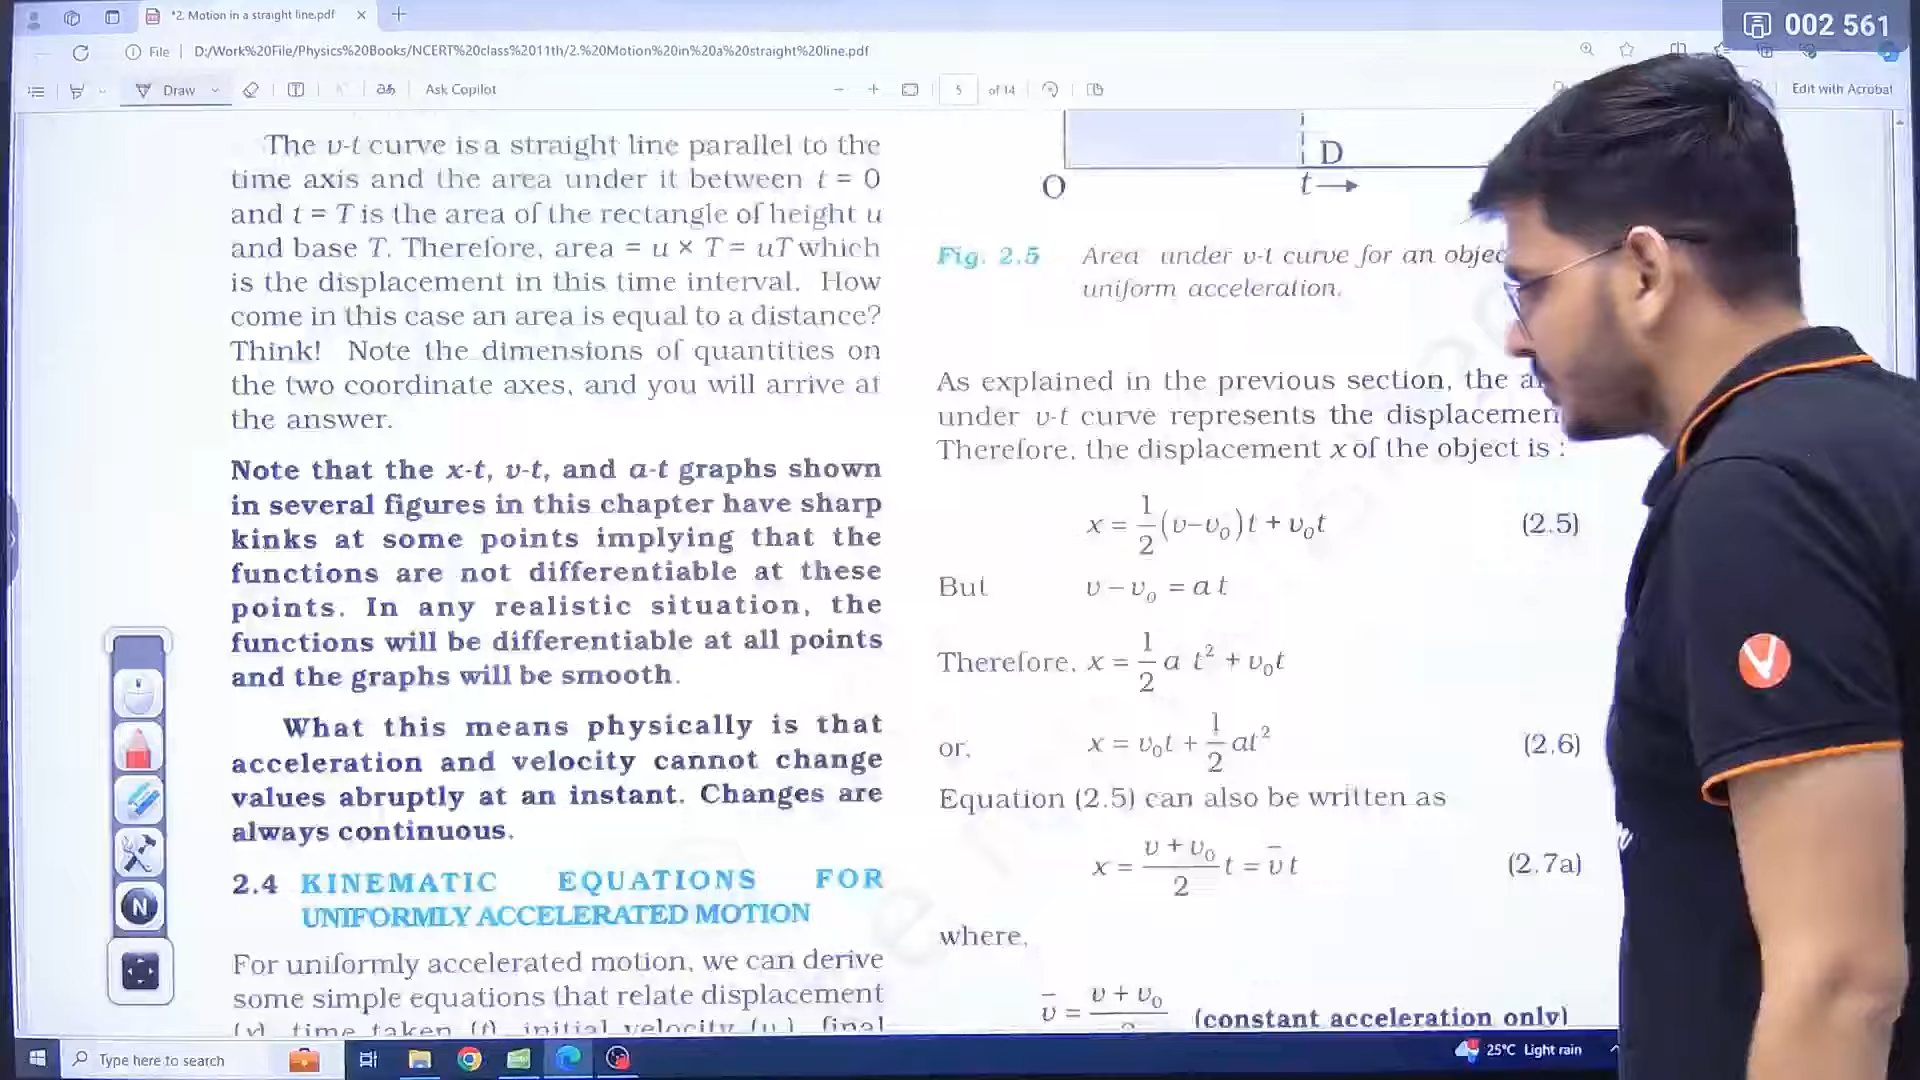 *2. Motion in a straight line.pdf
002 561
File
D:/Work%20File/Physics%20Books/NCERT%20class%2011th/2.%20Motion%20in%20a%20straight%20line.pdf
Draw
Ask Copilot
5 of 14
Edit with Acrobat
The v-t curve is a straight line parallel to the
time axis and the area under it between t = 0
and t = T is the area of the rectangle of height u
and base T. Therefore, area = u × T = uT which
is the displacement in this time interval. How
come in this case an area is equal to a distance?
Think! Note the dimensions of quantities on
the two coordinate axes, and you will arrive at
the answer.
Note that the x-t, v-t, and a-t graphs shown
in several figures in this chapter have sharp
kinks at some points implying that the
functions are not differentiable at these
points. In any realistic situation, the
functions will be differentiable at all points
and the graphs will be smooth.
What this means physically is that
acceleration and velocity cannot change
values abruptly at an instant. Changes are
always continuous.
2.4 KINEMATIC EQUATIONS FOR
UNIFORMLY ACCELERATED MOTION
For uniformly accelerated motion, we can derive
some simple equations that relate displacement
(x), time taken (t), initial velocity (v₀), final
D
O
t→
Fig. 2.5 Area under v-t curve for an
uniform acceleration.
As explained in the previous section, the
under v-t curve represents the
Therefore, the displacement x of the object is :
x = 1/2 (v–v₀)t + v₀t (2.5)
But v – v₀ = a t
Therefore, x = 1/2 a t² + v₀t
or, x = v₀t + 1/2 at² (2.6)
Equation (2.5) can also be written as
x = (v + v₀)/2 t = v̄ t (2.7a)
where,
v̄ = (v + v₀)/2 (constant acceleration only)
N
V
Type here to search
25°C Light rain